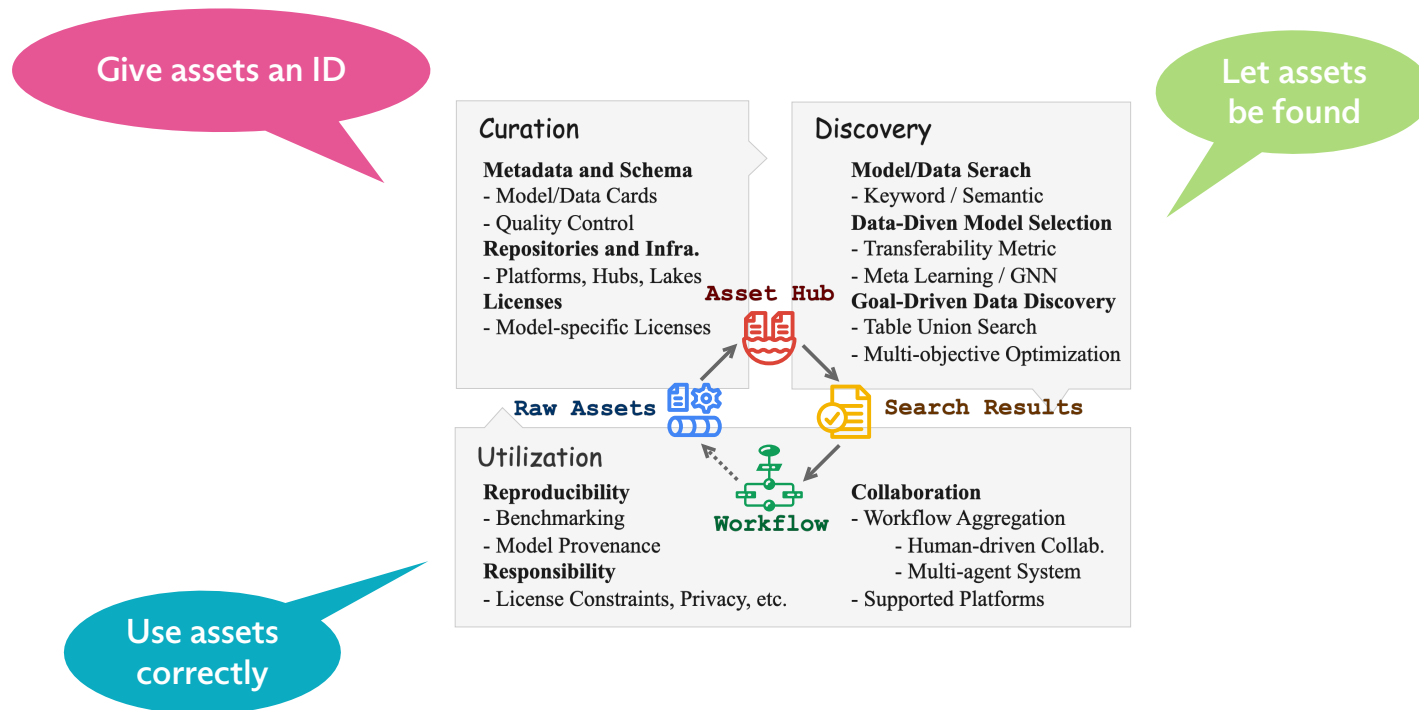 Give assets an ID
Let assets
be found
Curation
Metadata and Schema
- Model/Data Cards
- Quality Control
Repositories and Infra.
- Platforms, Hubs, Lakes
Licenses
- Model-specific Licenses
Discovery
Model/Data Serach
- Keyword / Semantic
Data-Diven Model Selection
- Transferability Metric
- Meta Learning / GNN
Goal-Driven Data Discovery
- Table Union Search
- Multi-objective Optimization
Asset Hub
Raw Assets
Search Results
Workflow
Utilization
Reproducibility
- Benchmarking
- Model Provenance
Responsibility
- License Constraints, Privacy, etc.
Collaboration
- Workflow Aggregation
- Human-driven Collab.
- Multi-agent System
- Supported Platforms
Use assets
correctly